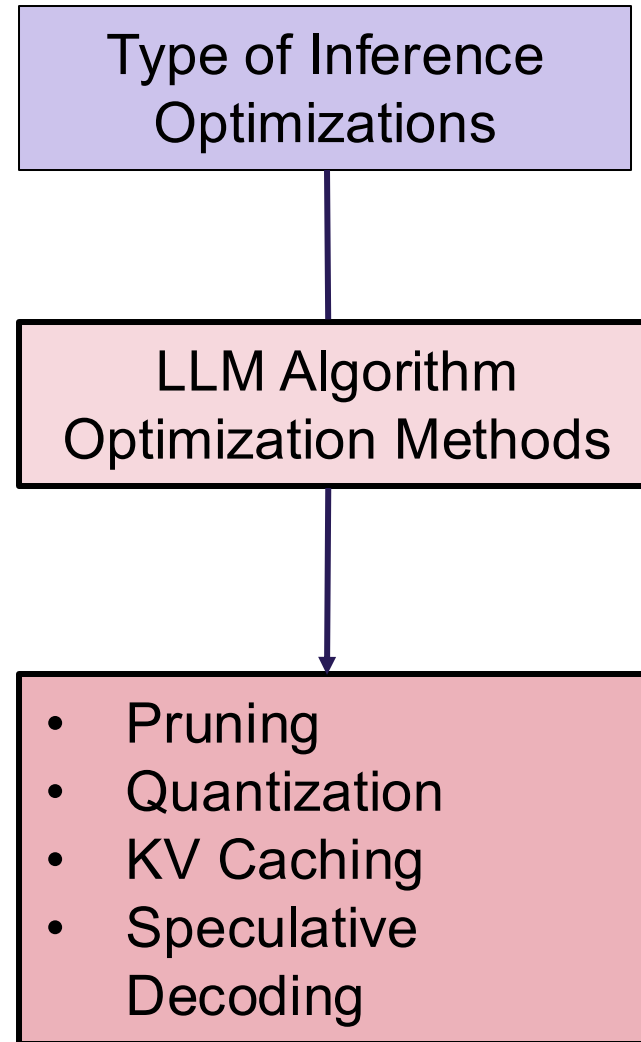 Type of Inference
Optimizations
LLM Algorithm
Optimization Methods
• Pruning
• Quantization
• KV Caching
• Speculative
Decoding